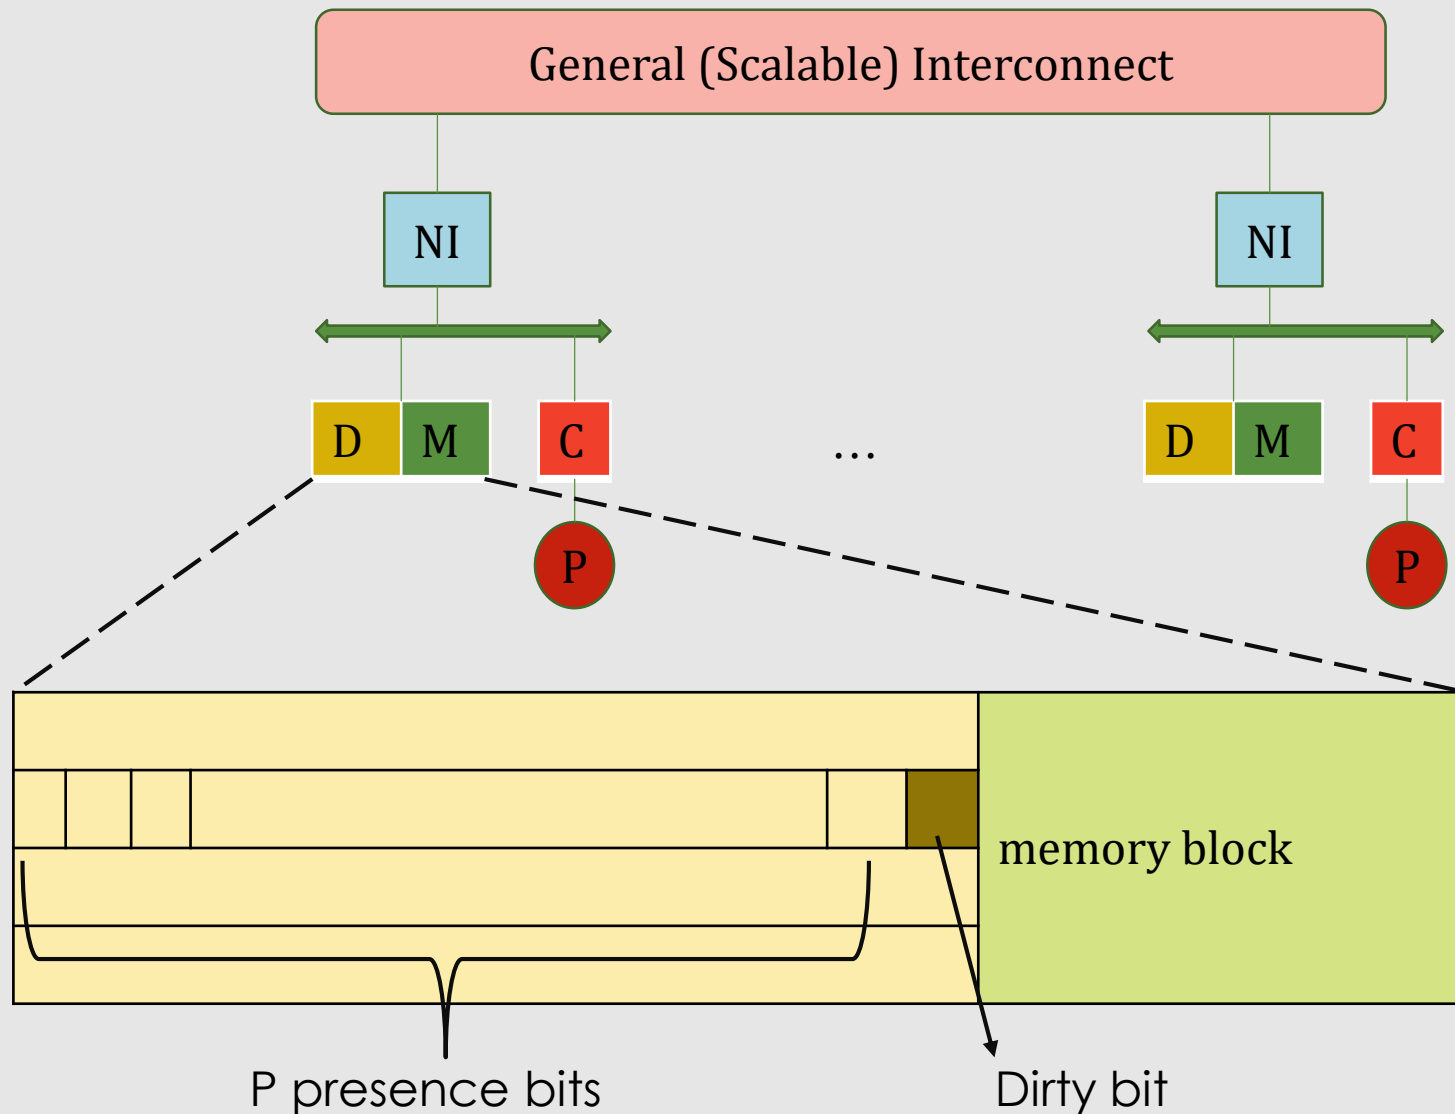 General (Scalable) Interconnect
NI
NI
D
M
C
...
D
M
C
P
P
memory block
P presence bits
Dirty bit